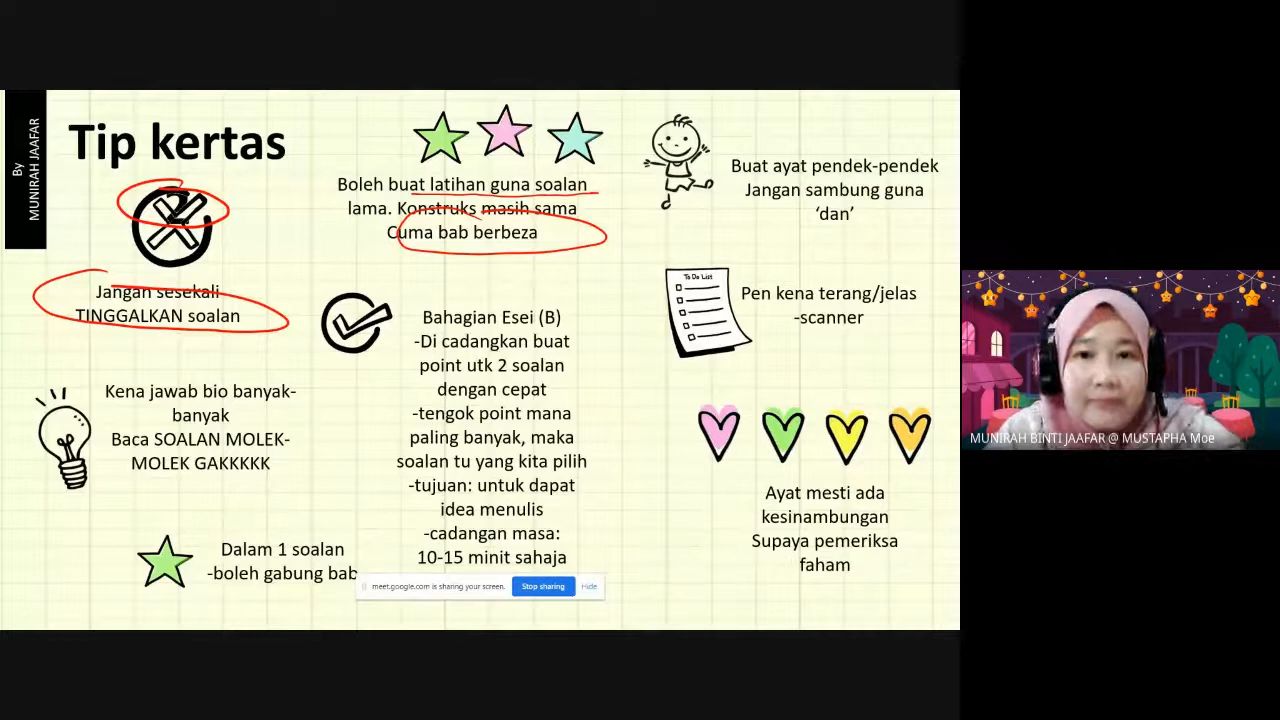 By
MUNIRAH JAAFAR
Tip kertas
Jangan sesekali
TINGGALKAN soalan
Kena jawab bio banyak-
banyak
Baca SOALAN MOLEK-
MOLEK GAKKKKK
Dalam 1 soalan
-boleh gabung bab
Boleh buat latihan guna soalan
lama. Konstruks masih sama
Cuma bab berbeza
Bahagian Esei (B)
-Di cadangkan buat
point utk 2 soalan
dengan cepat
-tengok point mana
paling banyak, maka
soalan tu yang kita pilih
-tujuan: untuk dapat
idea menulis
-cadangan masa:
10-15 minit sahaja
meet.google.com is sharing your screen.
Stop sharing
Hide
Buat ayat pendek-pendek
Jangan sambung guna
‘dan’
To Do List
Pen kena terang/jelas
-scanner
Ayat mesti ada
kesinambungan
Supaya pemeriksa
faham
MUNIRAH BINTI JAAFAR @ MUSTAPHA Moe